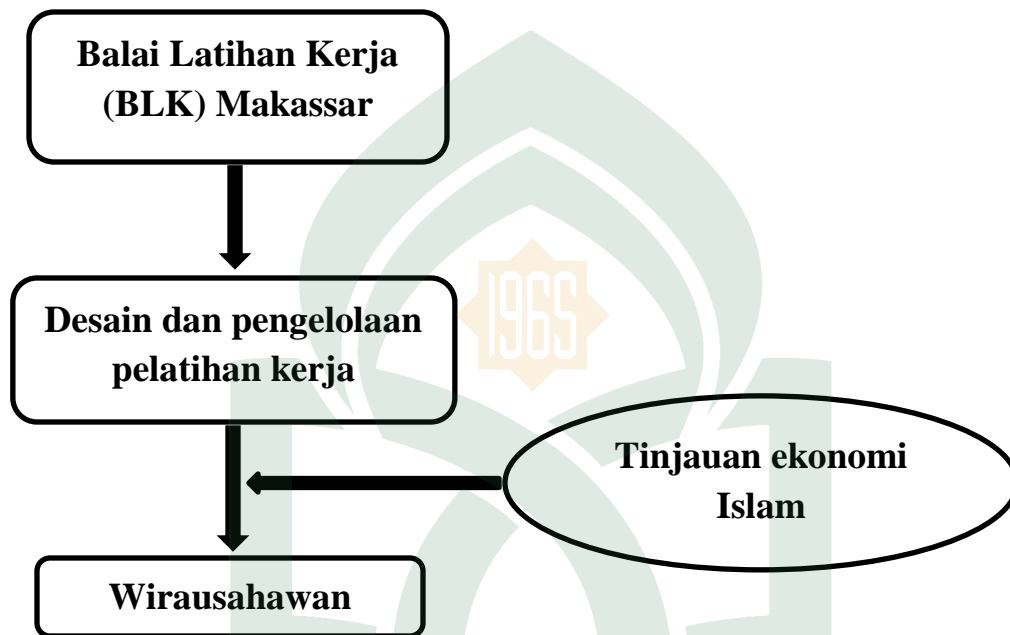 Balai Latihan Kerja
(BLK) Makassar
1965
Desain dan pengelolaan
pelatihan kerja
Tinjauan ekonomi
Islam
Wirausahawan